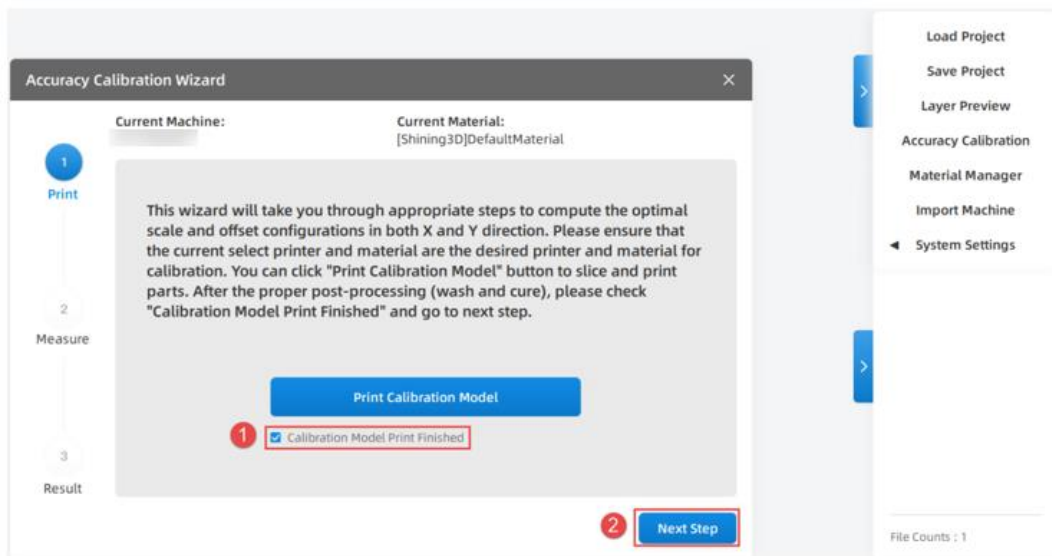 Accuracy Calibration Wizard
Current Machine:
Current Material:
[Shining3D]DefaultMaterial
1
Print
2
Measure
3
Result
This wizard will take you through appropriate steps to compute the optimal
scale and offset configurations in both X and Y direction. Please ensure that
the current select printer and material are the desired printer and material for
calibration. You can click "Print Calibration Model" button to slice and print
parts. After the proper post-processing (wash and cure), please check
"Calibration Model Print Finished" and go to next step.
Print Calibration Model
1
Calibration Model Print Finished
2
Next Step
Load Project
Save Project
Layer Preview
Accuracy Calibration
Material Manager
Import Machine
System Settings
File Counts : 1